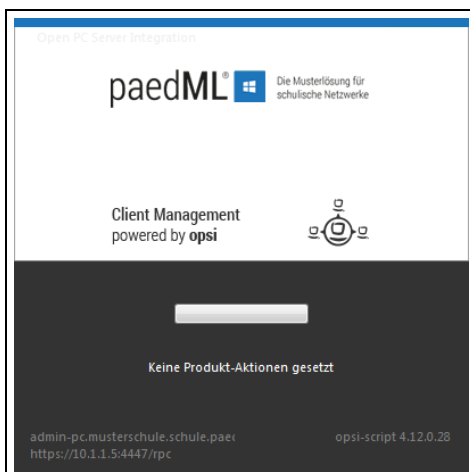 Open PC Server Integration
paedML®
Die Musterlösung für
schulische Netzwerke
Client Management
powered by opsi
Keine Produkt-Aktionen gesetzt
admin-pc.musterschule.schule.paec
opsi-script 4.12.0.28
https://10.1.1.5:4447/rpc